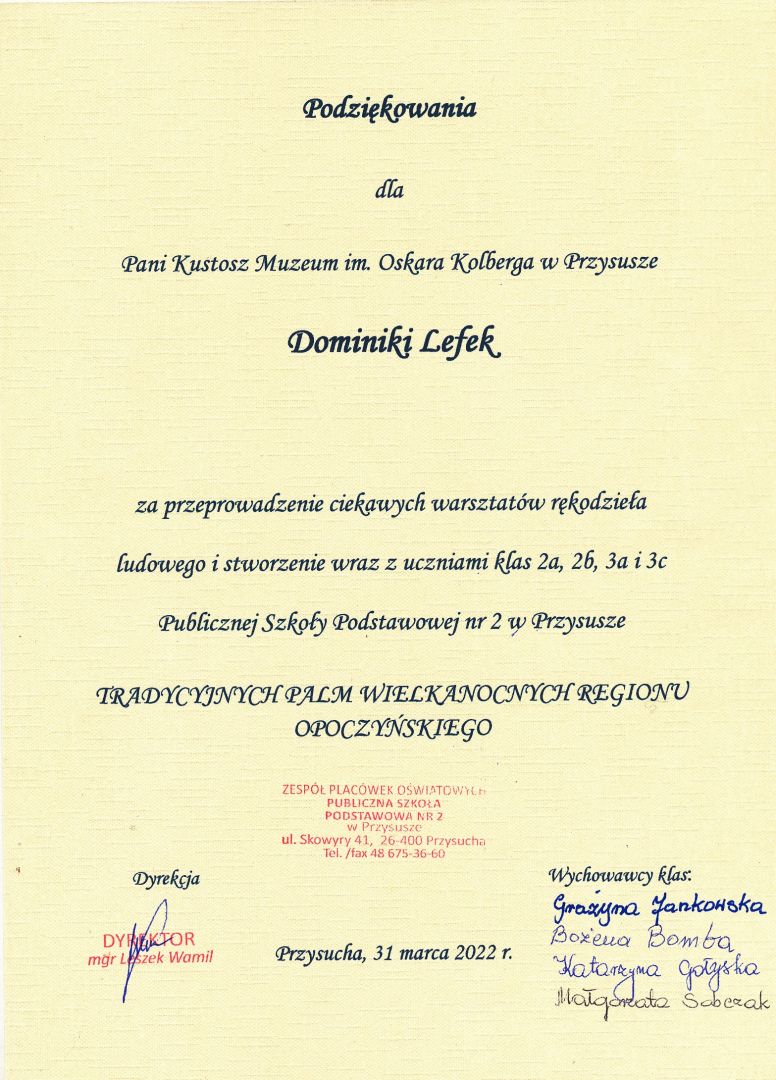 Podziękowania
dla
Pani Kustosz Muzeum im. Oskara Kolberga w Przysusze
Dominiki Lefek
za przeprowadzenie ciekawych warsztatów rękodzieła
ludowego i stworzenie wraz z uczniami klas 2a, 2b, 3a i 3c
Publicznej Szkoły Podstawowej nr 2 w Przysusze
TRADYCYJNYCH PALM WIELKANOCNYCH REGIONU
OPOCZYŃSKIEGO
ZESPÓŁ PLACÓWEK OŚWIATOWYCH
PUBLICZNA SZKOŁA
PODSTAWOWA NR 2
w Przysusze
ul. Skowyry 41, 26-400 Przysucha
Tel. /fax 48 675-36-60
Dyrekcja
DYREKTOR
mgr Leszek Wamil
Przysucha, 31 marca 2022 r.
Wychowawcy klas:
Grażyna Jankowska
Bożena Bomba
Katarzyna Gołyska
Małgorzata Sobczak